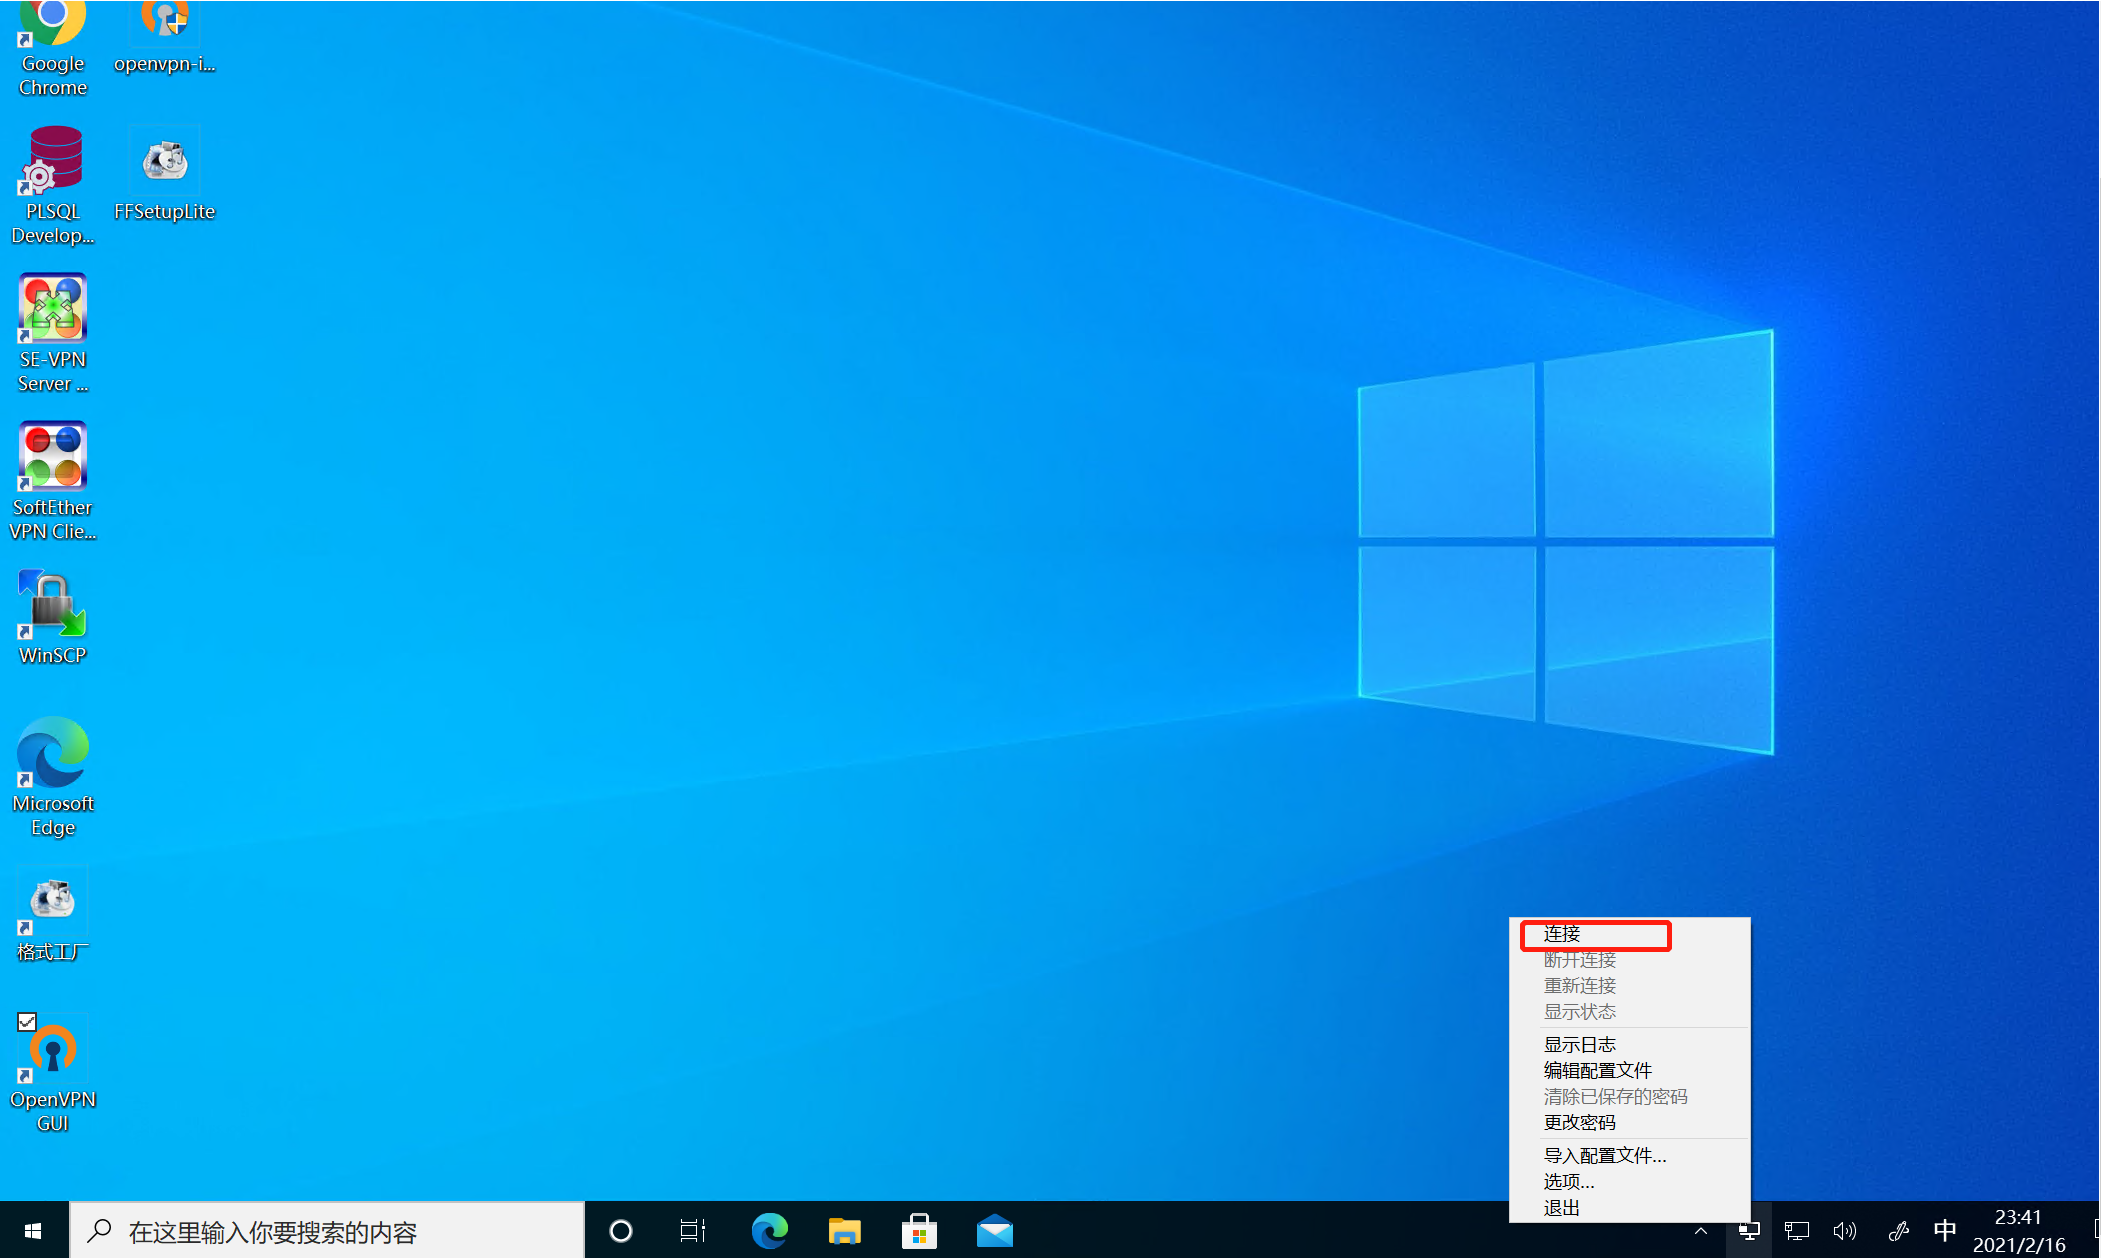 Google
Chrome
openvpn-i...
PLSQL
Develop...
FFSetupLite
SE-VPN
Server ...
SoftEther
VPN Clie...
WinSCP
Microsoft
Edge
格式工厂
OpenVPN
GUI
连接
断开连接
重新连接
显示状态
显示日志
编辑配置文件
清除已保存的密码
更改密码
导入配置文件...
选项...
退出
在这里输入你要搜索的内容
中
23:41
2021/2/16